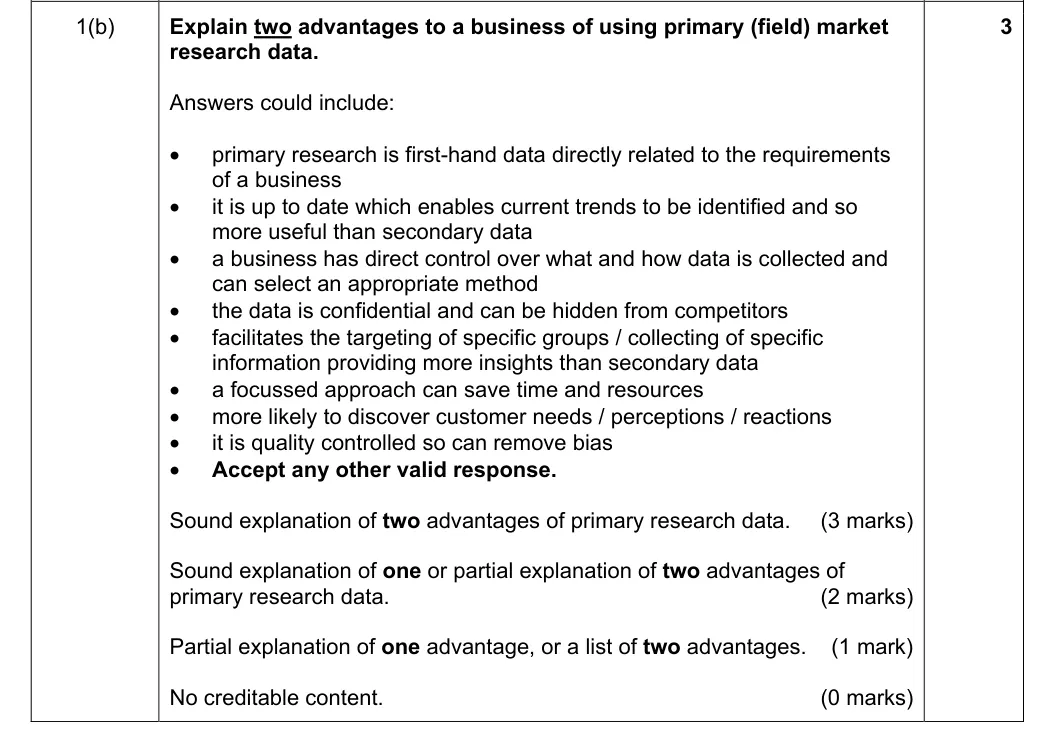 1(b)
Explain two advantages to a business of using primary (field) market
research data.
3
Answers could include:
• primary research is first-hand data directly related to the requirements
of a business
• it is up to date which enables current trends to be identified and so
more useful than secondary data
• a business has direct control over what and how data is collected and
can select an appropriate method
• the data is confidential and can be hidden from competitors
• facilitates the targeting of specific groups / collecting of specific
information providing more insights than secondary data
• a focussed approach can save time and resources
• more likely to discover customer needs / perceptions / reactions
• it is quality controlled so can remove bias
• Accept any other valid response.
Sound explanation of two advantages of primary research data. (3 marks)
Sound explanation of one or partial explanation of two advantages of
primary research data. (2 marks)
Partial explanation of one advantage, or a list of two advantages. (1 mark)
No creditable content. (0 marks)